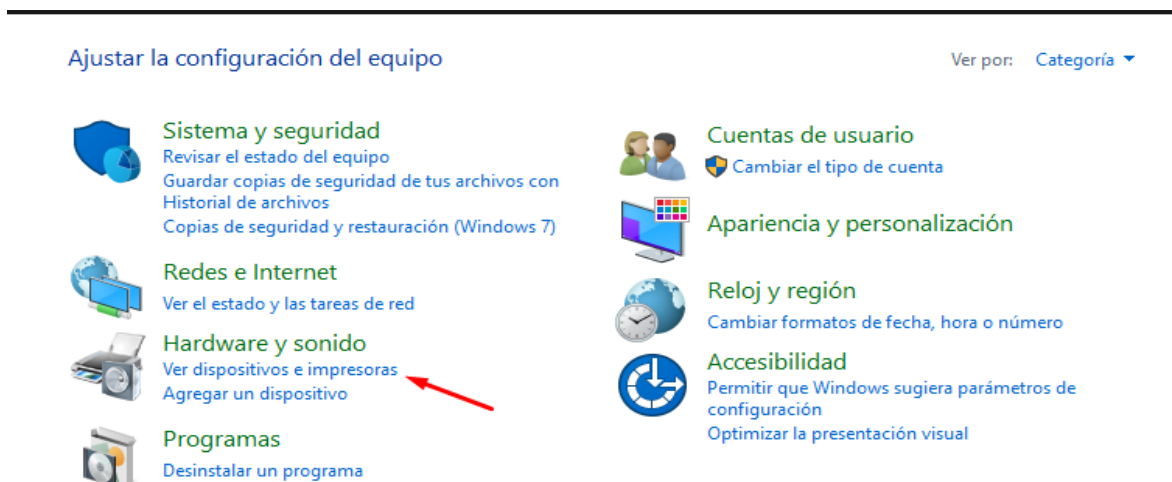 Ajustar la configuración del equipo
Ver por: Categoría
Sistema y seguridad
Revisar el estado del equipo
Guardar copias de seguridad de tus archivos con
Historial de archivos
Copias de seguridad y restauración (Windows 7)
Redes e Internet
Ver el estado y las tareas de red
Hardware y sonido
Ver dispositivos e impresoras
Agregar un dispositivo
Programas
Desinstalar un programa
Cuentas de usuario
Cambiar el tipo de cuenta
Apariencia y personalización
Reloj y región
Cambiar formatos de fecha, hora o número
Accesibilidad
Permitir que Windows sugiera parámetros de
configuración
Optimizar la presentación visual